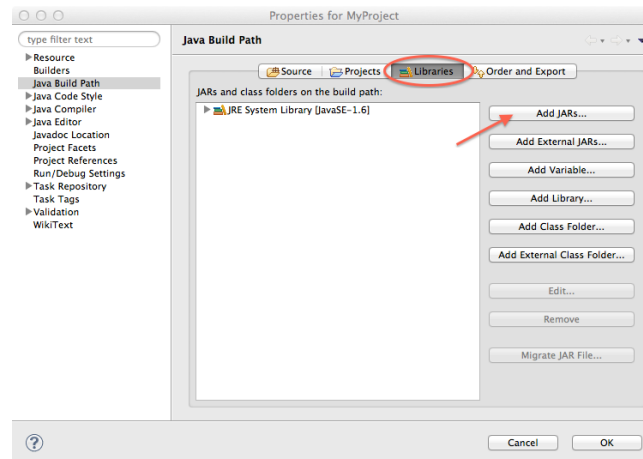 Properties for MyProject
type filter text
Resource
Builders
Java Build Path
Java Code Style
Java Compiler
Java Editor
Javadoc Location
Project Facets
Project References
Run/Debug Settings
Task Repository
Task Tags
Validation
WikiText
Java Build Path
Source Projects Libraries Order and Export
JARs and class folders on the build path:
JRE System Library [JavaSE-1.6]
Add JARs...
Add External JARs...
Add Variable...
Add Library...
Add Class Folder...
Add External Class Folder...
Edit...
Remove
Migrate JAR File...
?
Cancel OK